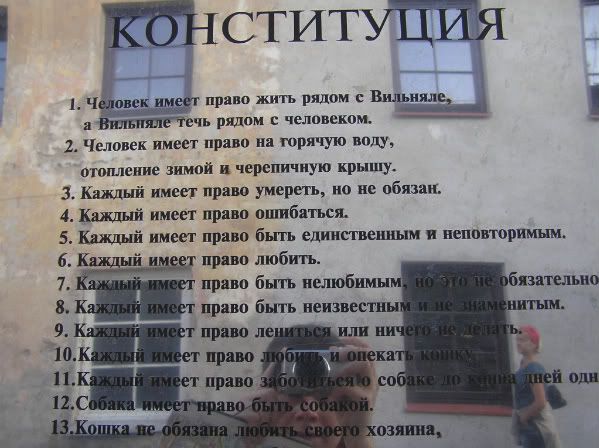 КОНСТИТУЦИЯ
1. Человек имеет право жить рядом с Вильняле,
а Вильняле течь рядом с человеком.
2. Человек имеет право на горячую воду,
отопление зимой и черепичную крышу.
3. Каждый имеет право умереть, но не обязан.
4. Каждый имеет право ошибаться.
5. Каждый имеет право быть единственным и неповторимым.
6. Каждый имеет право любить.
7. Каждый имеет право быть нелюбимым, но это не обязательно
8. Каждый имеет право быть неизвестным и не знаменитым.
9. Каждый имеет право лениться или ничего не делать.
10.Каждый имеет право любить и опекать кошку.
11.Каждый имеет право заботиться о собаке до конца дней одн
12.Собака имеет право быть собакой.
13.Кошка не обязана любить своего хозяина,